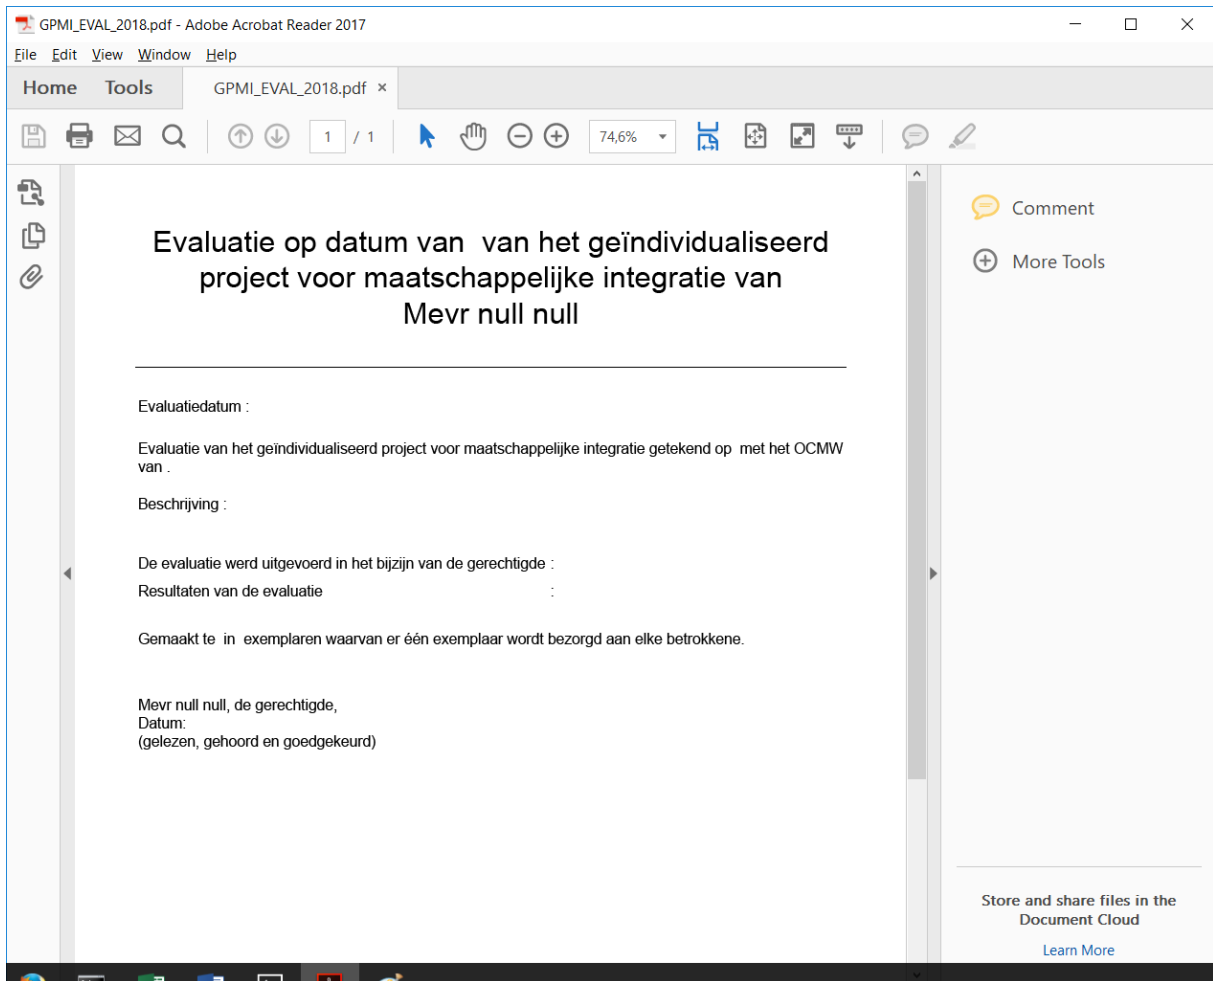 GPMI_EVAL_2018.pdf - Adobe Acrobat Reader 2017
File Edit View Window Help
Home Tools GPMI_EVAL_2018.pdf ×
1 / 1 74,6%
Evaluatie op datum van  van het geïndividualiseerd
project voor maatschappelijke integratie van
Mevr null null
Evaluatiedatum :
Evaluatie van het geïndividualiseerd project voor maatschappelijke integratie getekend op  met het OCMW
van .
Beschrijving :
De evaluatie werd uitgevoerd in het bijzijn van de gerechtigde :
Resultaten van de evaluatie :
Gemaakt te  in  exemplaren waarvan er één exemplaar wordt bezorgd aan elke betrokkene.
Mevr null null, de gerechtigde,
Datum:
(gelezen, gehoord en goedgekeurd)
Comment
More Tools
Store and share files in the
Document Cloud
Learn More